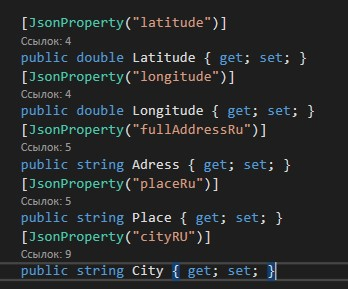 [JsonProperty("latitude")]
Ссылок: 4
public double Latitude { get; set; }
[JsonProperty("longitude")]
Ссылок: 4
public double Longitude { get; set; }
[JsonProperty("fullAddressRu")]
Ссылок: 5
public string Adress { get; set; }
[JsonProperty("placeRu")]
Ссылок: 5
public string Place { get; set; }
[JsonProperty("cityRU")]
Ссылок: 9
public string City { get; set; }